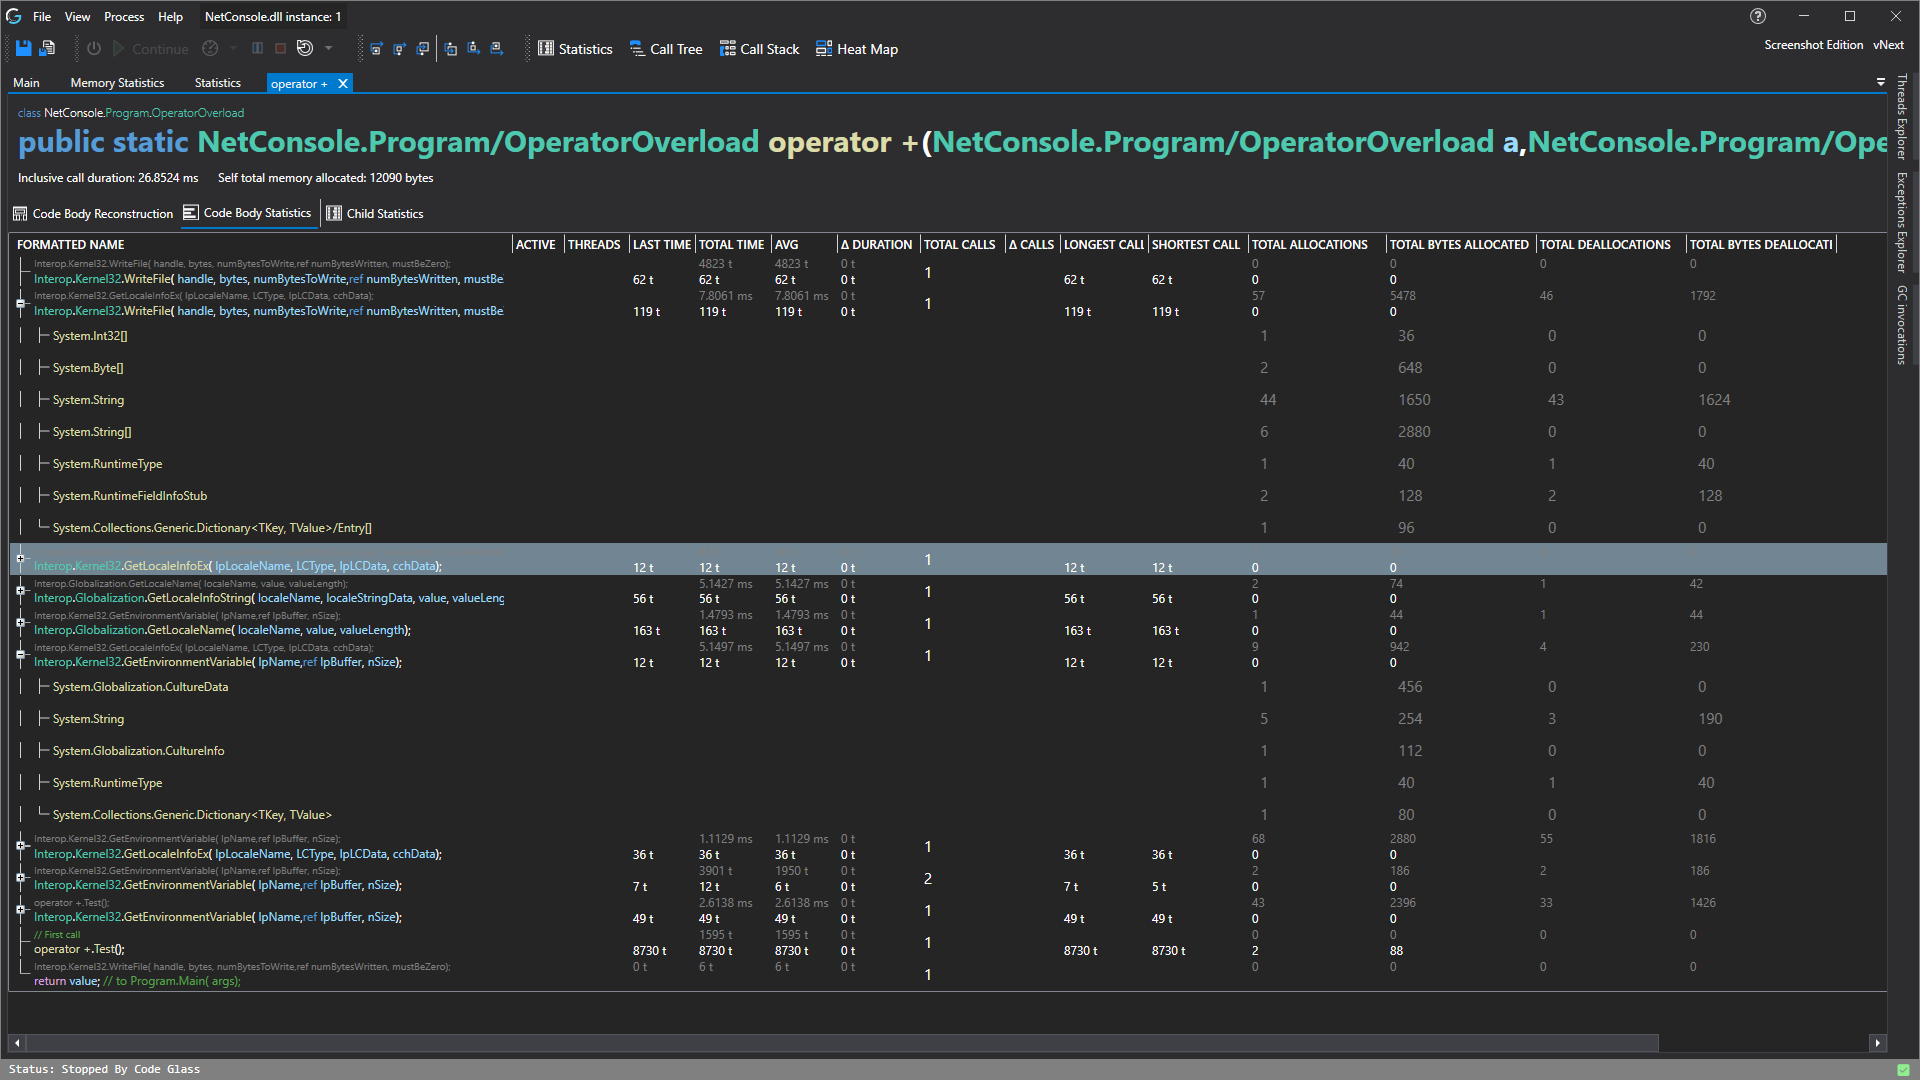 File View Process Help NetConsole.dll instance: 1
Continue Statistics Call Tree Call Stack Heat Map Screenshot Edition vNext
Main Memory Statistics Statistics operator +
class NetConsole.Program.OperatorOverload
public static NetConsole.Program/OperatorOverload operator +(NetConsole.Program/OperatorOverload a,NetConsole.Program/Ope
Inclusive call duration: 26.8524 ms Self total memory allocated: 12090 bytes
Code Body Reconstruction Code Body Statistics Child Statistics
FORMATTED NAME ACTIVE THREADS LAST TIME TOTAL TIME AVG Δ DURATION TOTAL CALLS Δ CALLS LONGEST CALL SHORTEST CALL TOTAL ALLOCATIONS TOTAL BYTES ALLOCATED TOTAL DEALLOCATIONS TOTAL BYTES DEALLOCATI
Interop.Kernel32.WriteFile( handle, bytes, numBytesToWrite,ref numBytesWritten, mustBeZero); 4823 t 4823 t 0 t 0 0 0 0
Interop.Kernel32.WriteFile( handle, bytes, numBytesToWrite,ref numBytesWritten, mustBe 62 t 62 t 62 t 0 t 1 62 t 62 t 0 0
Interop.Kernel32.GetLocaleInfoEx( lpLocaleName, LCType, lpLCData, cchData); 7.8061 ms 7.8061 ms 0 t 57 5478 46 1792
Interop.Kernel32.WriteFile( handle, bytes, numBytesToWrite,ref numBytesWritten, mustBe 119 t 119 t 119 t 0 t 1 119 t 119 t 0 0
System.Int32[] 1 36 0 0
System.Byte[] 2 648 0 0
System.String 44 1650 43 1624
System.String[] 6 2880 0 0
System.RuntimeType 1 40 1 40
System.RuntimeFieldInfoStub 2 128 2 128
System.Collections.Generic.Dictionary<TKey, TValue>/Entry[] 1 96 0 0
Interop.Kernel32.GetLocaleInfoEx( lpLocaleName, LCType, lpLCData, cchData); 12 t 12 t 12 t 0 t 1 12 t 12 t 0 0
Interop.Globalization.GetLocaleName( localeName, value, valueLength); 5.1427 ms 5.1427 ms 0 t 2 74 1 42
Interop.Globalization.GetLocaleInfoString( localeName, localeStringData, value, valueLeng 56 t 56 t 56 t 0 t 1 56 t 56 t 0 0
Interop.Kernel32.GetEnvironmentVariable( lpName,ref lpBuffer, nSize); 1.4793 ms 1.4793 ms 0 t 1 44 1 44
Interop.Globalization.GetLocaleName( localeName, value, valueLength); 163 t 163 t 163 t 0 t 1 163 t 163 t 0 0
Interop.Kernel32.GetLocaleInfoEx( lpLocaleName, LCType, lpLCData, cchData); 5.1497 ms 5.1497 ms 0 t 9 942 4 230
Interop.Kernel32.GetEnvironmentVariable( lpName,ref lpBuffer, nSize); 12 t 12 t 12 t 0 t 1 12 t 12 t 0 0
System.Globalization.CultureData 1 456 0 0
System.String 5 254 3 190
System.Globalization.CultureInfo 1 112 0 0
System.RuntimeType 1 40 1 40
System.Collections.Generic.Dictionary<TKey, TValue> 1 80 0 0
Interop.Kernel32.GetEnvironmentVariable( lpName,ref lpBuffer, nSize); 1.1129 ms 1.1129 ms 0 t 68 2880 55 1816
Interop.Kernel32.GetLocaleInfoEx( lpLocaleName, LCType, lpLCData, cchData); 36 t 36 t 36 t 0 t 1 36 t 36 t 0 0
Interop.Kernel32.GetEnvironmentVariable( lpName,ref lpBuffer, nSize); 3901 t 1950 t 0 t 2 186 2 186
Interop.Kernel32.GetEnvironmentVariable( lpName,ref lpBuffer, nSize); 7 t 12 t 6 t 0 t 2 7 t 5 t 0 0
operator +.Test(); 2.6138 ms 2.6138 ms 0 t 43 2396 33 1426
Interop.Kernel32.GetEnvironmentVariable( lpName,ref lpBuffer, nSize); 49 t 49 t 49 t 0 t 1 49 t 49 t 0 0
// First call 1595 t 1595 t 0 t 0 0 0 0
operator +.Test(); 8730 t 8730 t 8730 t 0 t 1 8730 t 8730 t 2 88
Interop.Kernel32.WriteFile( handle, bytes, numBytesToWrite,ref numBytesWritten, mustBeZero); 0 t 6 t 6 t 0 t 0 0 0 0
return value; // to Program.Main( args); 1
Threads Explorer
Exceptions Explorer
GC invocations
Status: Stopped By Code Glass